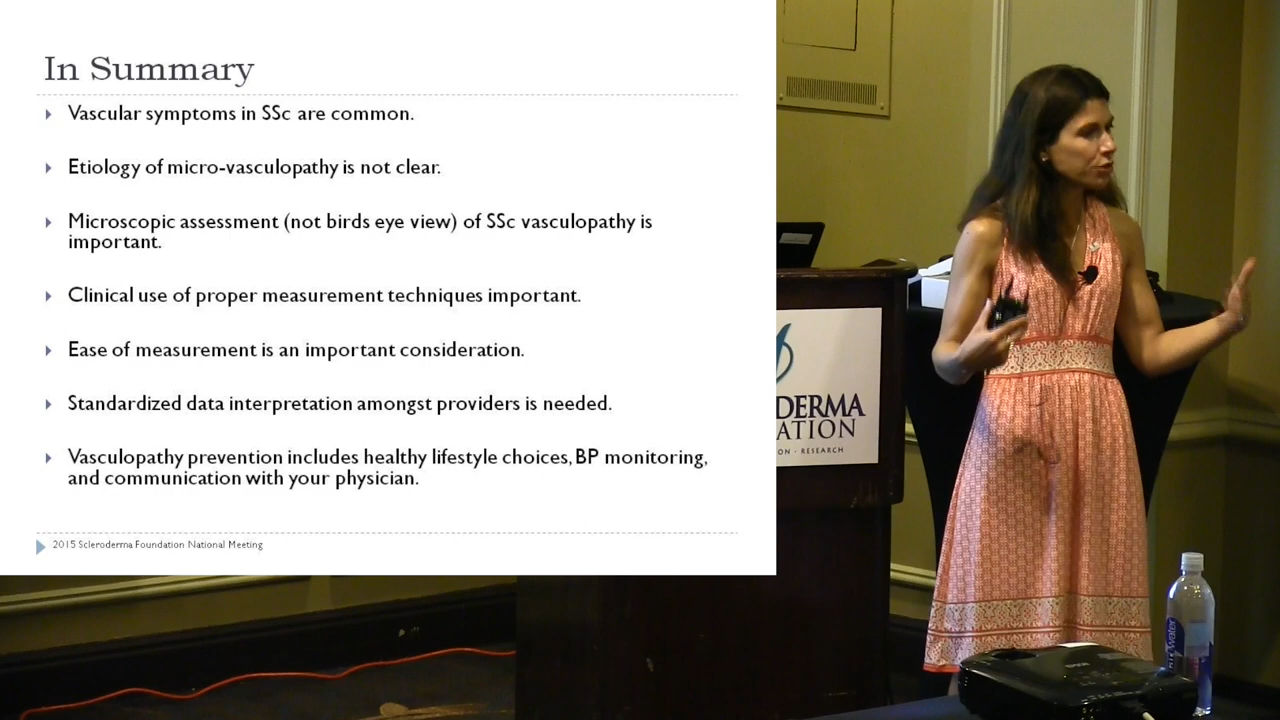 In Summary
Vascular symptoms in SSc are common.
Etiology of micro-vasculopathy is not clear.
Microscopic assessment (not birds eye view) of SSc vasculopathy is
important.
Clinical use of proper measurement techniques important.
Ease of measurement is an important consideration.
Standardized data interpretation amongst providers is needed.
Vasculopathy prevention includes healthy lifestyle choices, BP monitoring,
and communication with your physician.
2015 Scleroderma Foundation National Meeting
DERMA
ATION
ON · RESEARCH
EPSON